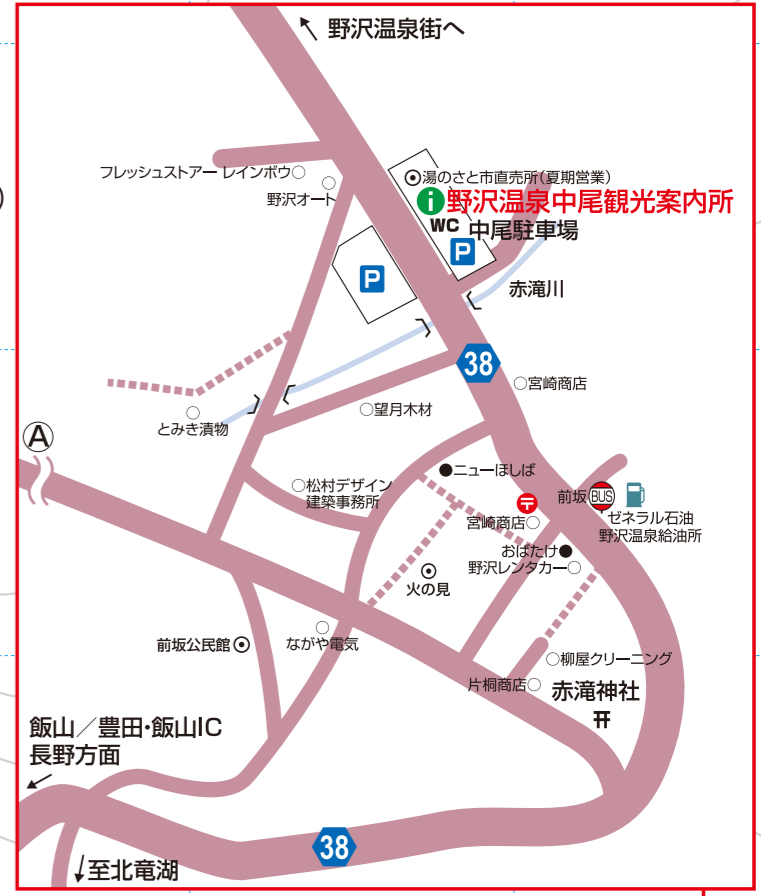 野沢温泉街へ
フレッシュストアー レインボウ
野沢オート
湯のさと市直売所(夏期営業)
i 野沢温泉中尾観光案内所
WC 中尾駐車場
P
P
赤滝川
38
宮崎商店
望月木材
とみき漬物
A
ニューほしば
松村デザイン
建築事務所
〒
前坂 BUS
宮崎商店
ゼネラル石油
野沢温泉給油所
おばたけ
野沢レンタカー
火の見
ながや電気
前坂公民館
柳屋クリーニング
片桐商店
赤滝神社
飯山／豊田・飯山IC
長野方面
38
至北竜湖